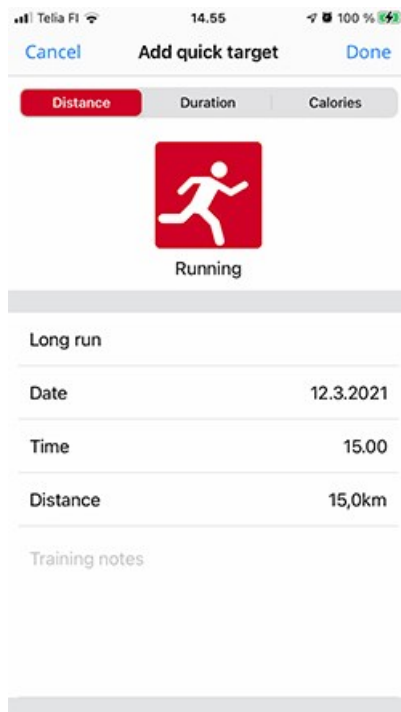 Telia FI 14.55 100 %
Cancel Add quick target Done
Distance Duration Calories
Running
Long run
Date 12.3.2021
Time 15.00
Distance 15,0km
Training notes